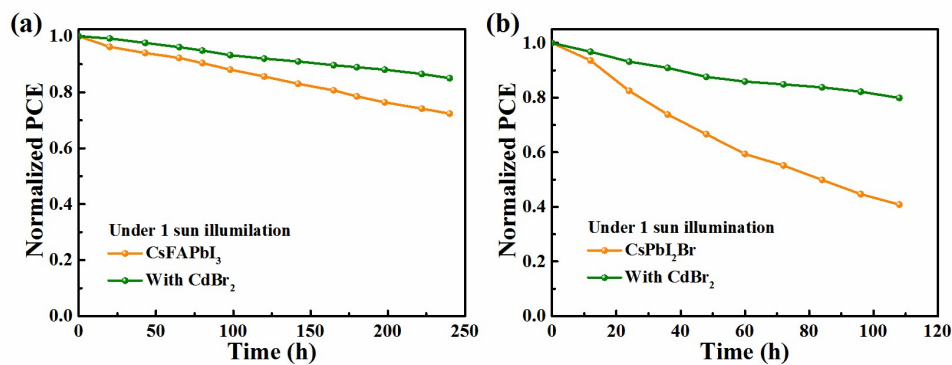 (a)
Normalized PCE
1.0
0.8
0.6
0.4
0.2
0.0
Under 1 sun illumilation
CsFAPbI3
With CdBr2
0 50 100 150 200 250
Time (h)
(b)
Normalized PCE
1.0
0.8
0.6
0.4
0.2
0.0
Under 1 sun illumination
CsPbI2Br
With CdBr2
0 20 40 60 80 100 120
Time (h)